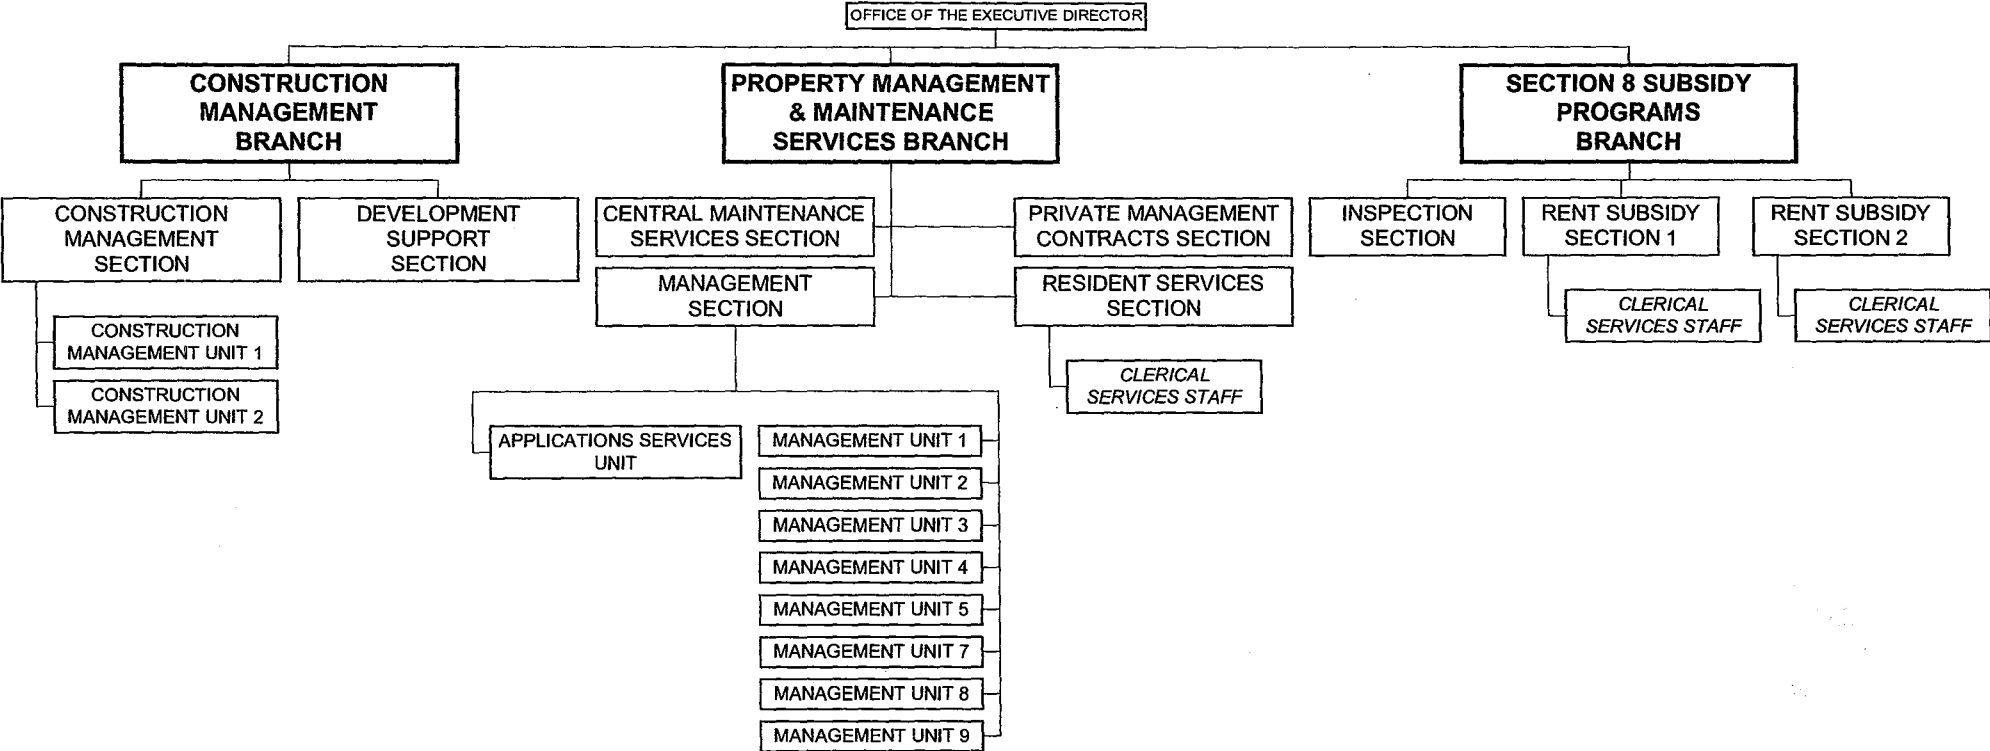 OFFICE OF THE EXECUTIVE DIRECTOR
CONSTRUCTION
MANAGEMENT
BRANCH
PROPERTY MANAGEMENT
& MAINTENANCE
SERVICES BRANCH
SECTION 8 SUBSIDY
PROGRAMS
BRANCH
CONSTRUCTION
MANAGEMENT
SECTION
DEVELOPMENT
SUPPORT
SECTION
CENTRAL MAINTENANCE
SERVICES SECTION
PRIVATE MANAGEMENT
CONTRACTS SECTION
INSPECTION
SECTION
RENT SUBSIDY
SECTION 1
RENT SUBSIDY
SECTION 2
MANAGEMENT
SECTION
RESIDENT SERVICES
SECTION
CLERICAL
SERVICES STAFF
CLERICAL
SERVICES STAFF
CONSTRUCTION
MANAGEMENT UNIT 1
CONSTRUCTION
MANAGEMENT UNIT 2
CLERICAL
SERVICES STAFF
APPLICATIONS SERVICES
UNIT
MANAGEMENT UNIT 1
MANAGEMENT UNIT 2
MANAGEMENT UNIT 3
MANAGEMENT UNIT 4
MANAGEMENT UNIT 5
MANAGEMENT UNIT 7
MANAGEMENT UNIT 8
MANAGEMENT UNIT 9